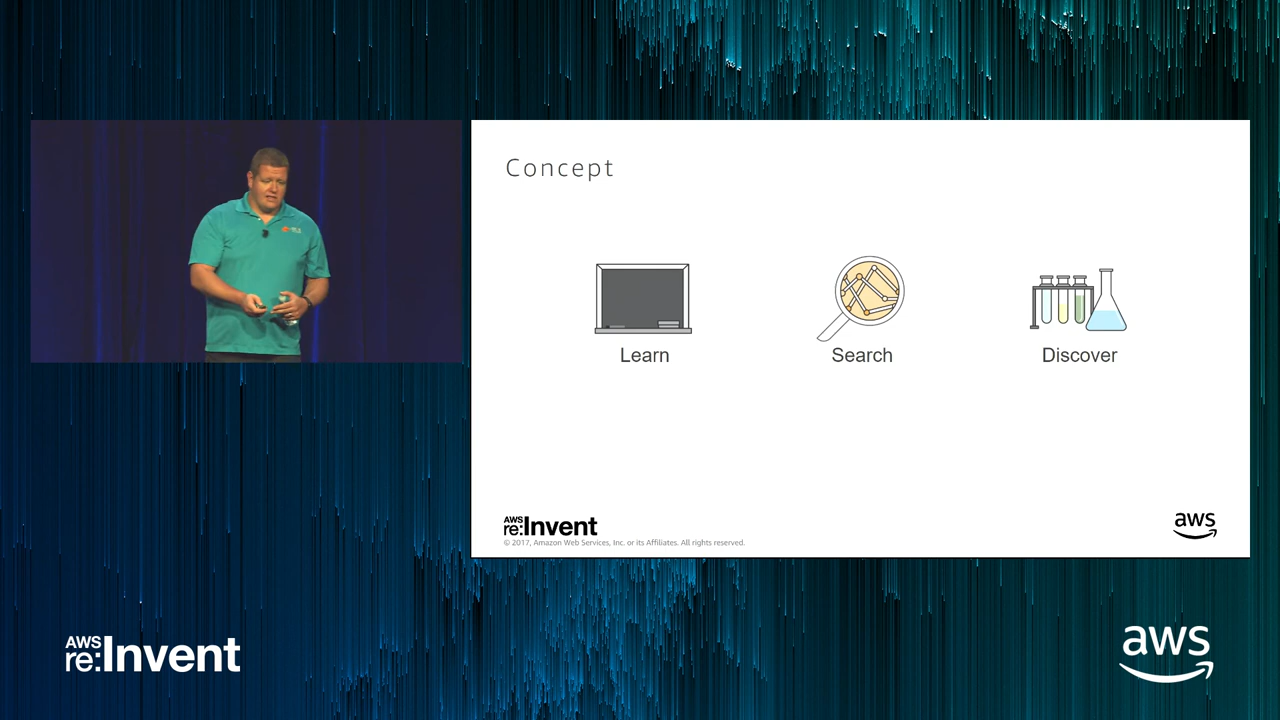 Concept
Learn
Search
Discover
AWS
re:Invent
© 2017, Amazon Web Services, Inc. or its Affiliates. All rights reserved.
aws
AWS
re:Invent
aws